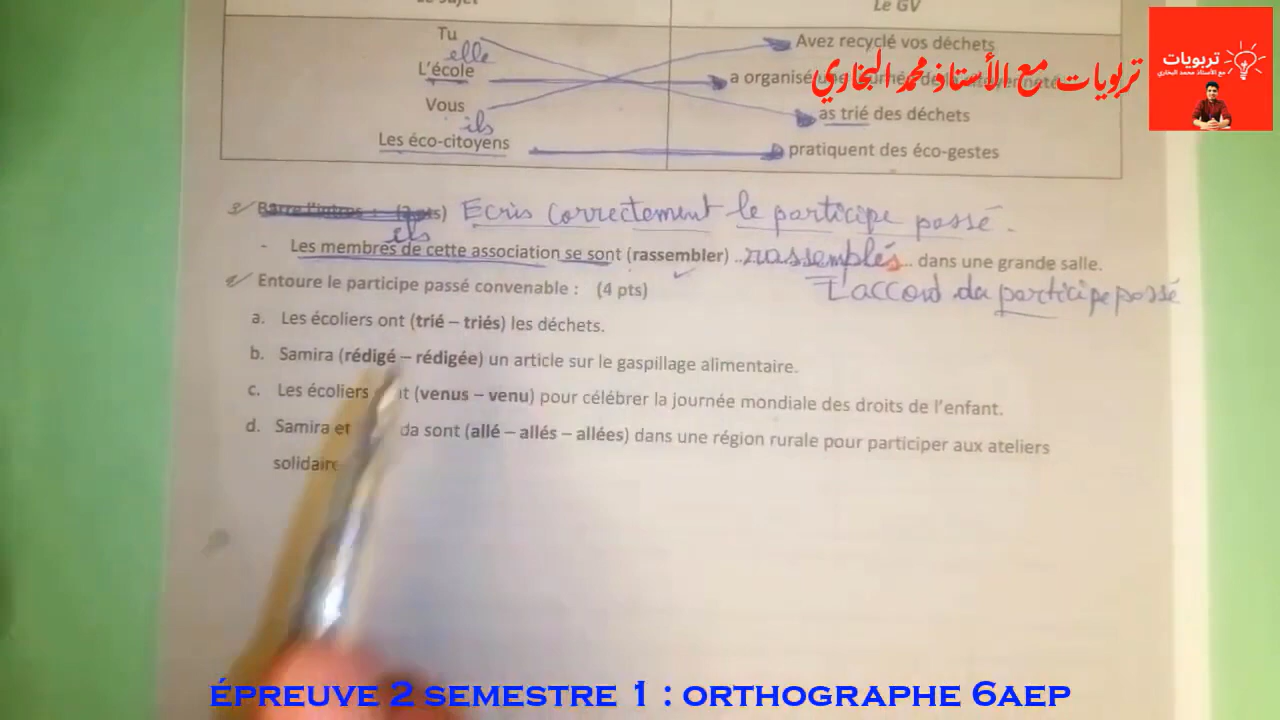 Le GV
Tu
elle
L'école
Vous
ils
Les éco-citoyens
Avez recyclé vos déchets
a organisé
as trié des déchets
pratiquent des éco-gestes
تربويات
مع الأستاذ محمد البخاري
تربويات مع الأستاذ محمد البخاري
Ecris correctement le participe passé.
ils
- Les membres de cette association se sont (rassembler) ..rassemblés... dans une grande salle.
L'accord du participe passé
Entoure le participe passé convenable : (4 pts)
a. Les écoliers ont (trié – triés) les déchets.
b. Samira (rédigé – rédigée) un article sur le gaspillage alimentaire.
c. Les écoliers (venus – venu) pour célébrer la journée mondiale des droits de l'enfant.
d. Samira et sont (allé – allés – allées) dans une région rurale pour participer aux ateliers
ÉPREUVE 2 SEMESTRE 1 : ORTHOGRAPHE 6AEP